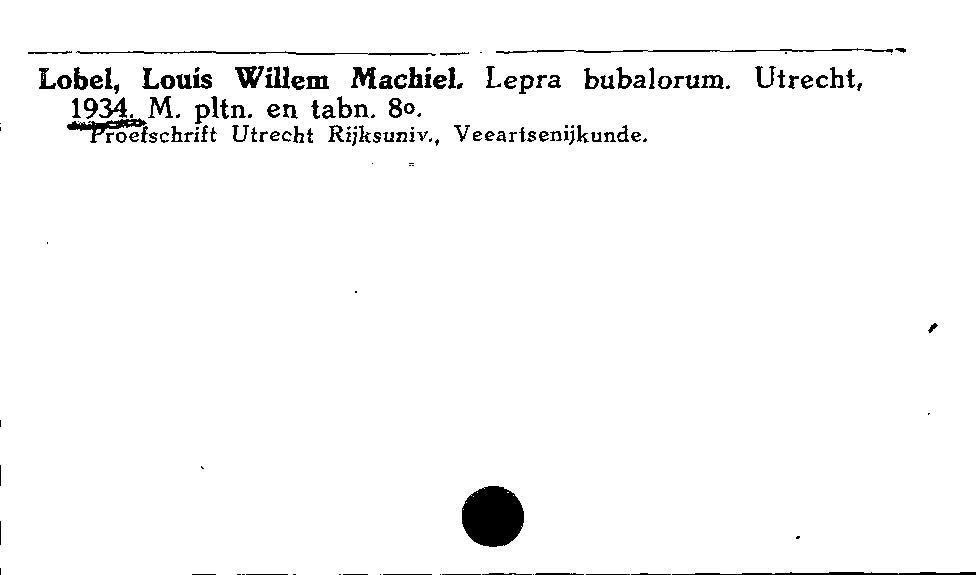 Lobel, Louis Willem Machiel. Lepra bubalorum. Utrecht,
1934. M. pltn. en tabn. 8o.
Proefschrift Utrecht Rijksuniv., Veeartsenijkunde.